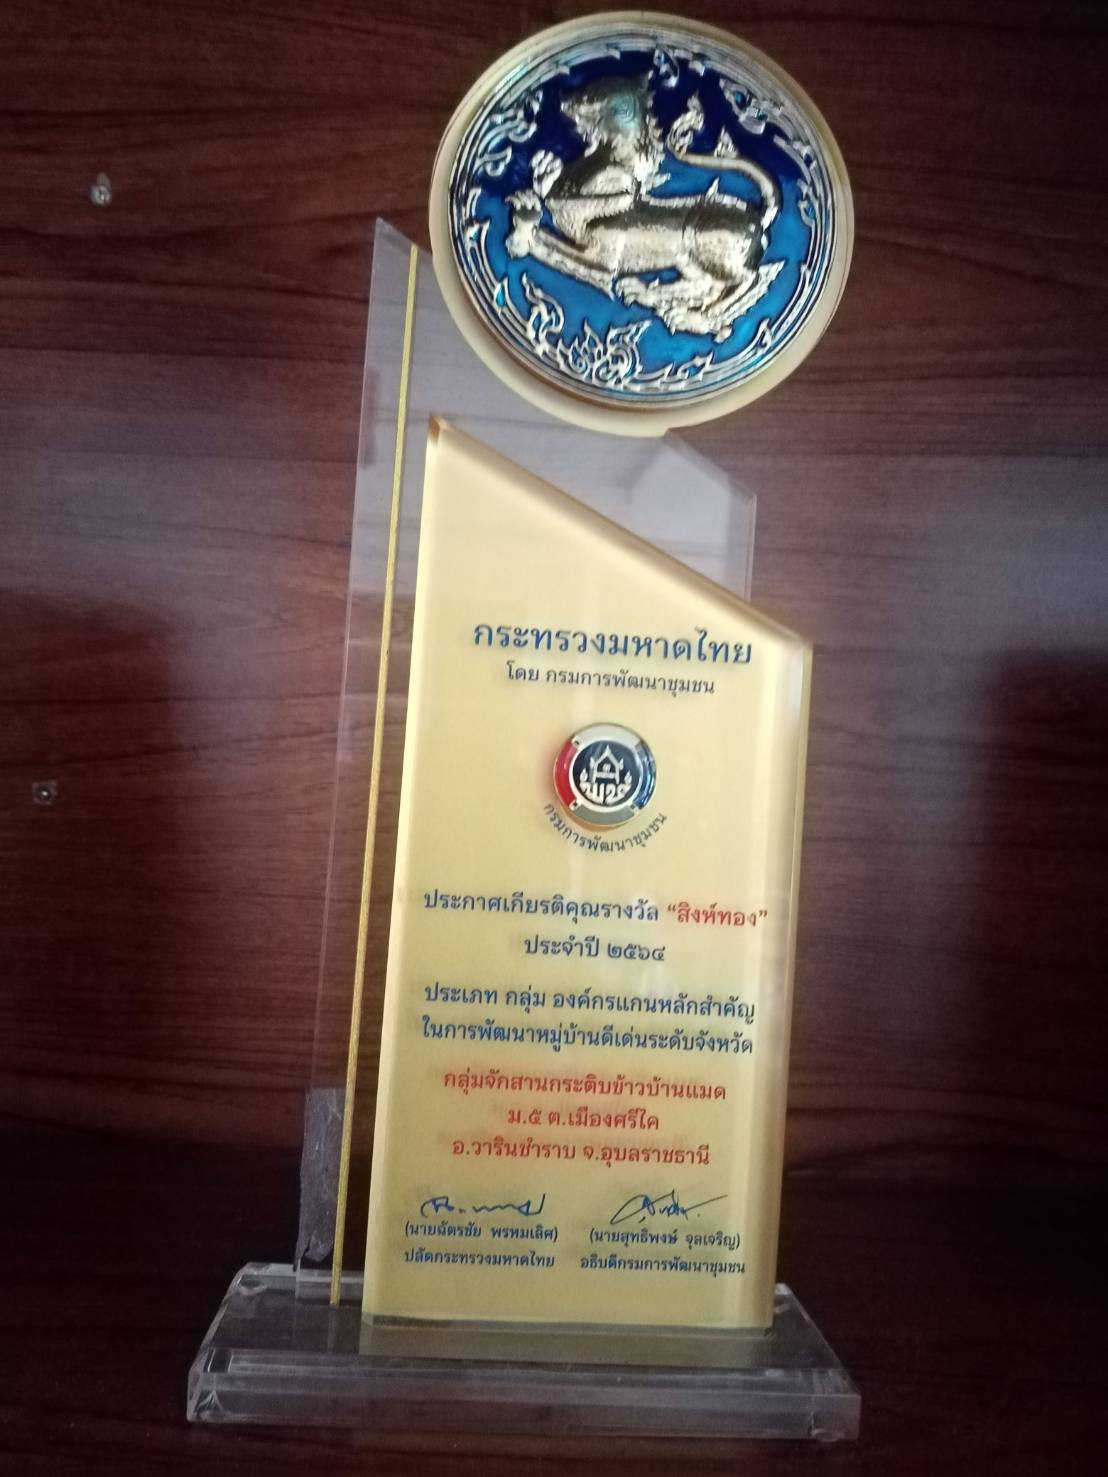 กระทรวงมหาดไทย
โดย กรมการพัฒนาชุมชน
พช
กรมการพัฒนาชุมชน
ประกาศเกียรติคุณรางวัล “สิงห์ทอง”
ประจำปี ๒๕๖๔
ประเภท กลุ่ม องค์กรแกนหลักสำคัญ
ในการพัฒนาหมู่บ้านดีเด่นระดับจังหวัด
กลุ่มจักสานกระติบข้าวบ้านแมด
ม.๕ ต.เมืองศรีไค
อ.วารินชำราบ จ.อุบลราชธานี
(นายฉัตรชัย พรหมเลิศ) (นายสุทธิพงษ์ จุลเจริญ)
ปลัดกระทรวงมหาดไทย อธิบดีกรมการพัฒนาชุมชน